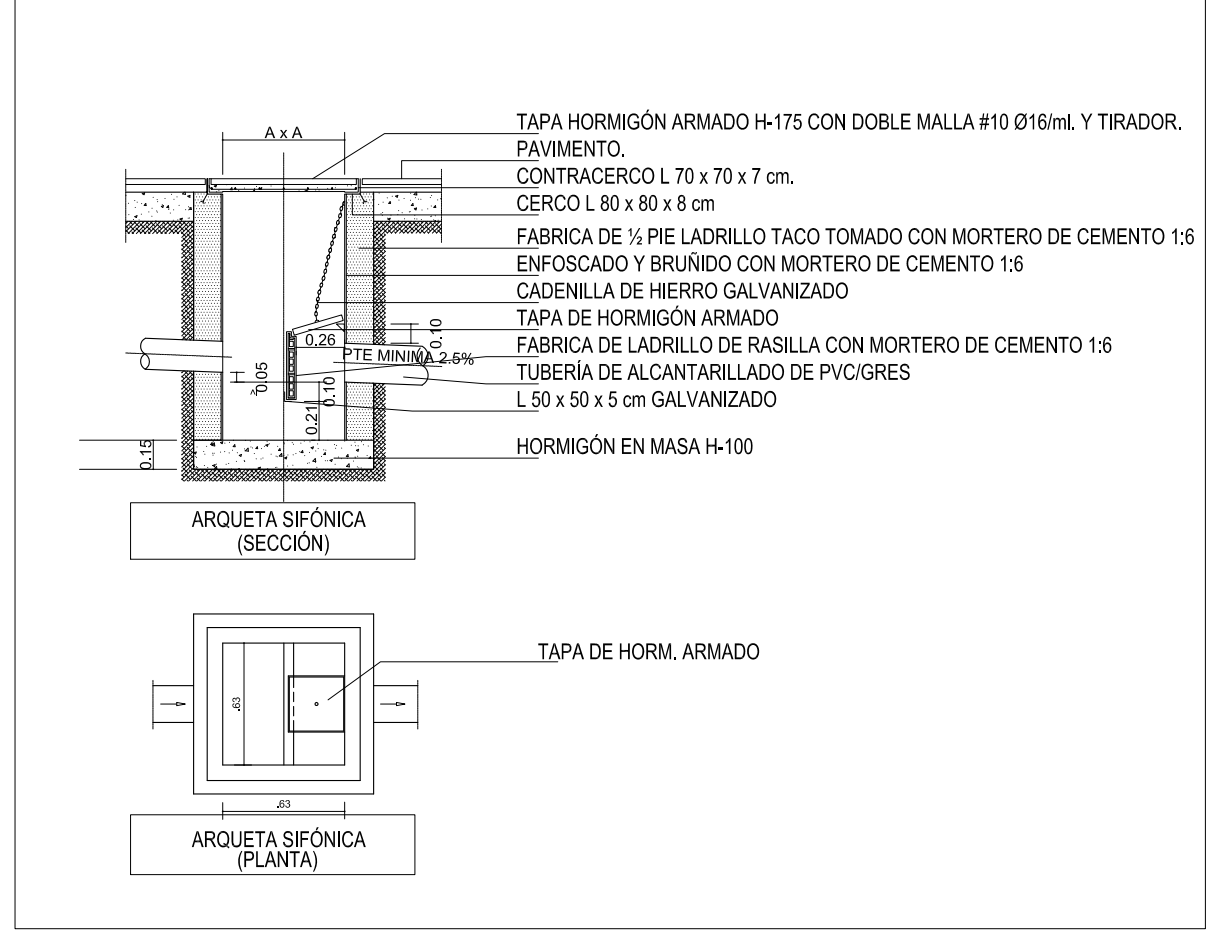 A x A
TAPA HORMIGÓN ARMADO H-175 CON DOBLE MALLA #10 Ø16/ml. Y TIRADOR.
PAVIMENTO.
CONTRACERCO L 70 x 70 x 7 cm.
CERCO L 80 x 80 x 8 cm
FABRICA DE ½ PIE LADRILLO TACO TOMADO CON MORTERO DE CEMENTO 1:6
ENFOSCADO Y BRUÑIDO CON MORTERO DE CEMENTO 1:6
CADENILLA DE HIERRO GALVANIZADO
TAPA DE HORMIGÓN ARMADO
FABRICA DE LADRILLO DE RASILLA CON MORTERO DE CEMENTO 1:6
TUBERÍA DE ALCANTARILLADO DE PVC/GRES
L 50 x 50 x 5 cm GALVANIZADO
HORMIGÓN EN MASA H-100
0.10
0.26
PTE MINIMA 2.5%
0.05
0.10
0.21
0.15
ARQUETA SIFÓNICA
(SECCIÓN)
TAPA DE HORM. ARMADO
.63
.63
ARQUETA SIFÓNICA
(PLANTA)